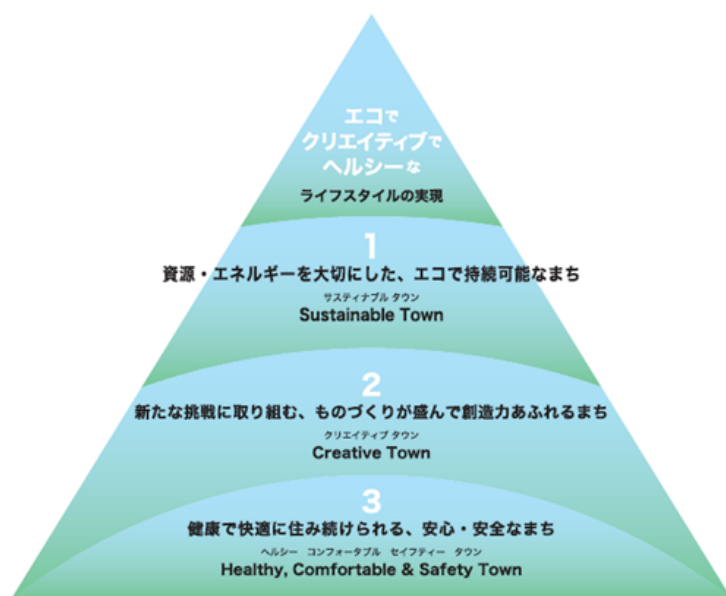 エコで
クリエイティブで
ヘルシーな
ライフスタイルの実現
1
資源・エネルギーを大切にした、エコで持続可能なまち
サスティナブル タウン
Sustainable Town
2
新たな挑戦に取り組む、ものづくりが盛んで創造力あふれるまち
クリエイティブ タウン
Creative Town
3
健康で快適に住み続けられる、安心・安全なまち
ヘルシー コンフォータブル セイフティー タウン
Healthy, Comfortable & Safety Town